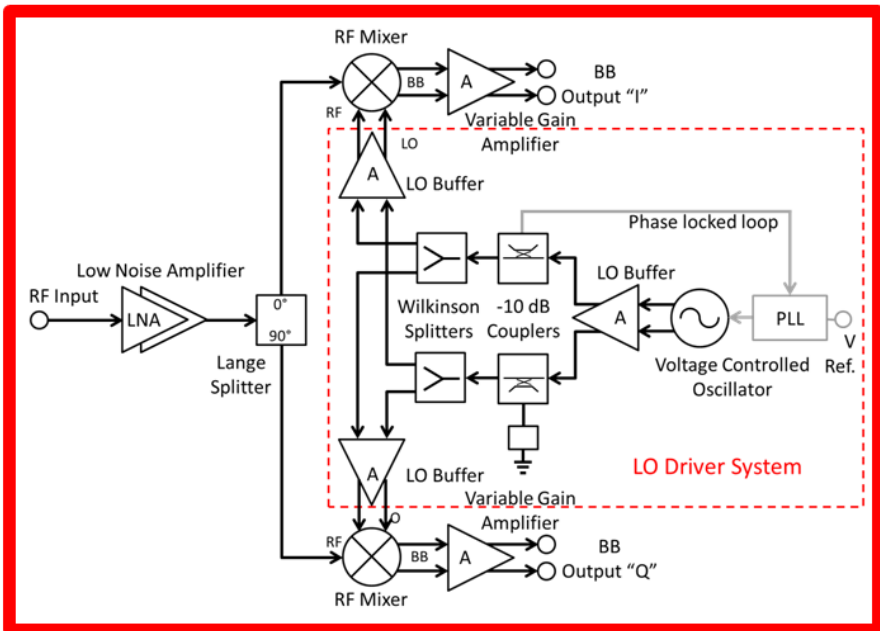 RF Mixer
BB
A
BB
Output “I”
RF
LO
Variable Gain
Amplifier
A
LO Buffer
Phase locked loop
Low Noise Amplifier
RF Input
LNA
0°
90°
Lange
Splitter
Wilkinson
Splitters
-10 dB
Couplers
LO Buffer
A
PLL
V
Ref.
Voltage Controlled
Oscillator
A
LO Buffer
LO Driver System
Variable Gain
Amplifier
O
RF
BB
A
BB
Output “Q”
RF Mixer